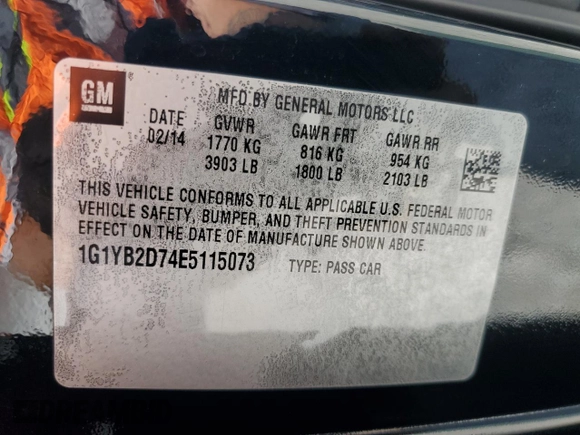 GM
MFD BY GENERAL MOTORS LLC
DATE GVWR GAWR FRT GAWR RR
02/14 1770 KG 816 KG 954 KG
3903 LB 1800 LB 2103 LB
THIS VEHICLE CONFORMS TO ALL APPLICABLE U.S. FEDERAL MOTOR
VEHICLE SAFETY, BUMPER, AND THEFT PREVENTION STANDARDS IN
EFFECT ON THE DATE OF MANUFACTURE SHOWN ABOVE.
1G1YB2D74E5115073 TYPE: PASS CAR